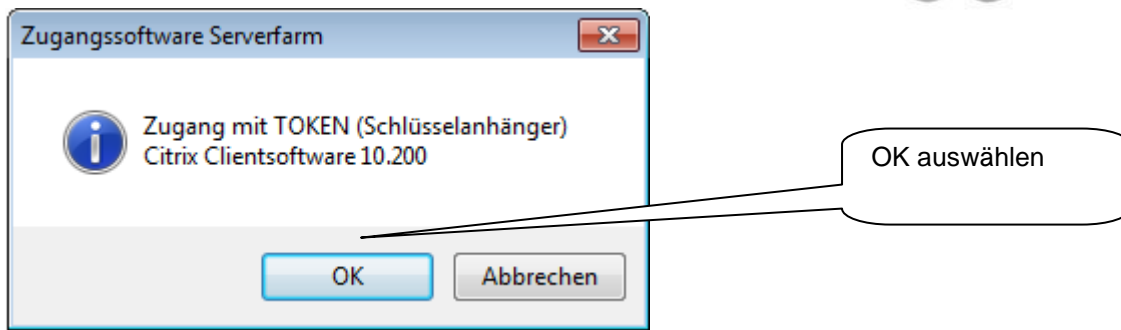 Zugangssoftware Serverfarm
Zugang mit TOKEN (Schlüsselanhänger)
Citrix Clientsoftware 10.200
OK auswählen
OK
Abbrechen